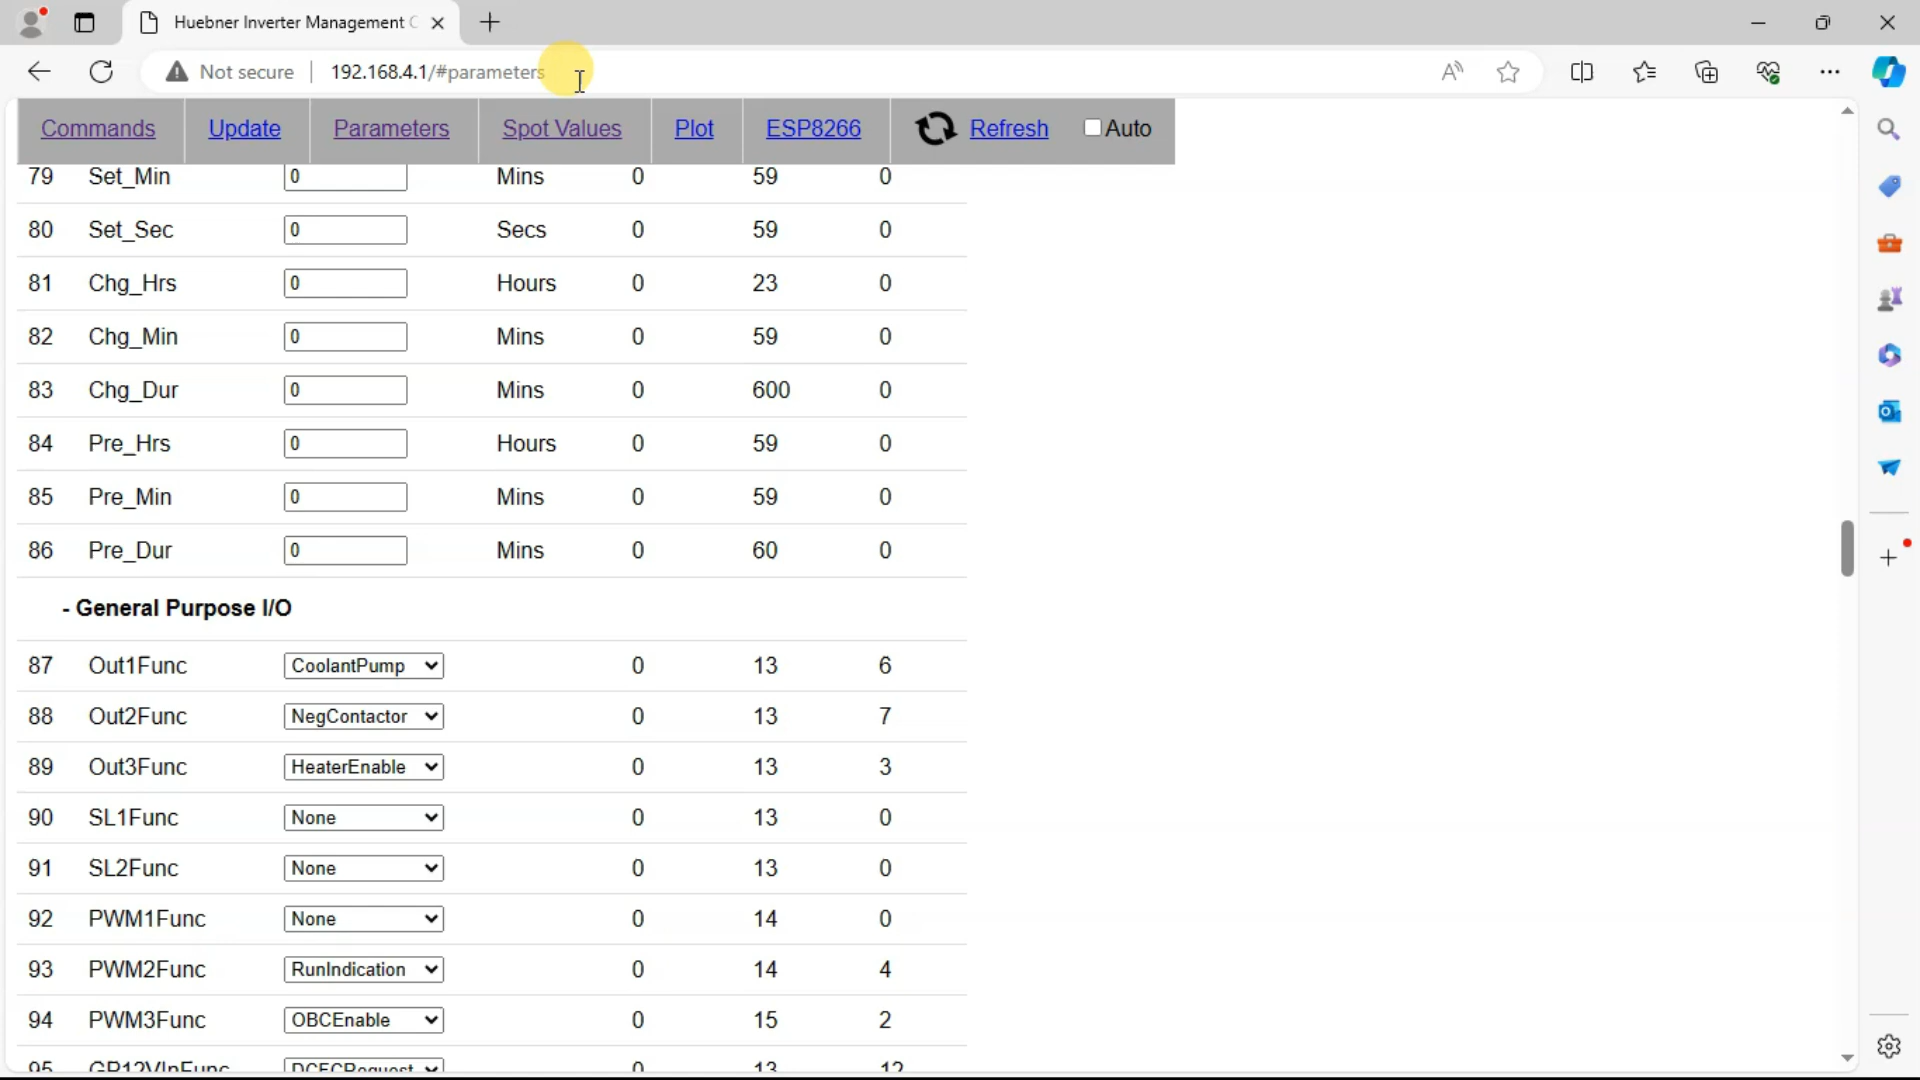 Huebner Inverter Management C
Not secure 192.168.4.1/#parameters
Commands Update Parameters Spot Values Plot ESP8266 Refresh Auto
79 Set_Min 0 Mins 0 59 0
80 Set_Sec 0 Secs 0 59 0
81 Chg_Hrs 0 Hours 0 23 0
82 Chg_Min 0 Mins 0 59 0
83 Chg_Dur 0 Mins 0 600 0
84 Pre_Hrs 0 Hours 0 59 0
85 Pre_Min 0 Mins 0 59 0
86 Pre_Dur 0 Mins 0 60 0
- General Purpose I/O
87 Out1Func CoolantPump 0 13 6
88 Out2Func NegContactor 0 13 7
89 Out3Func HeaterEnable 0 13 3
90 SL1Func None 0 13 0
91 SL2Func None 0 13 0
92 PWM1Func None 0 14 0
93 PWM2Func RunIndication 0 14 4
94 PWM3Func OBCEnable 0 15 2
95 GP12VInFunc DCFCRequest 0 13 12